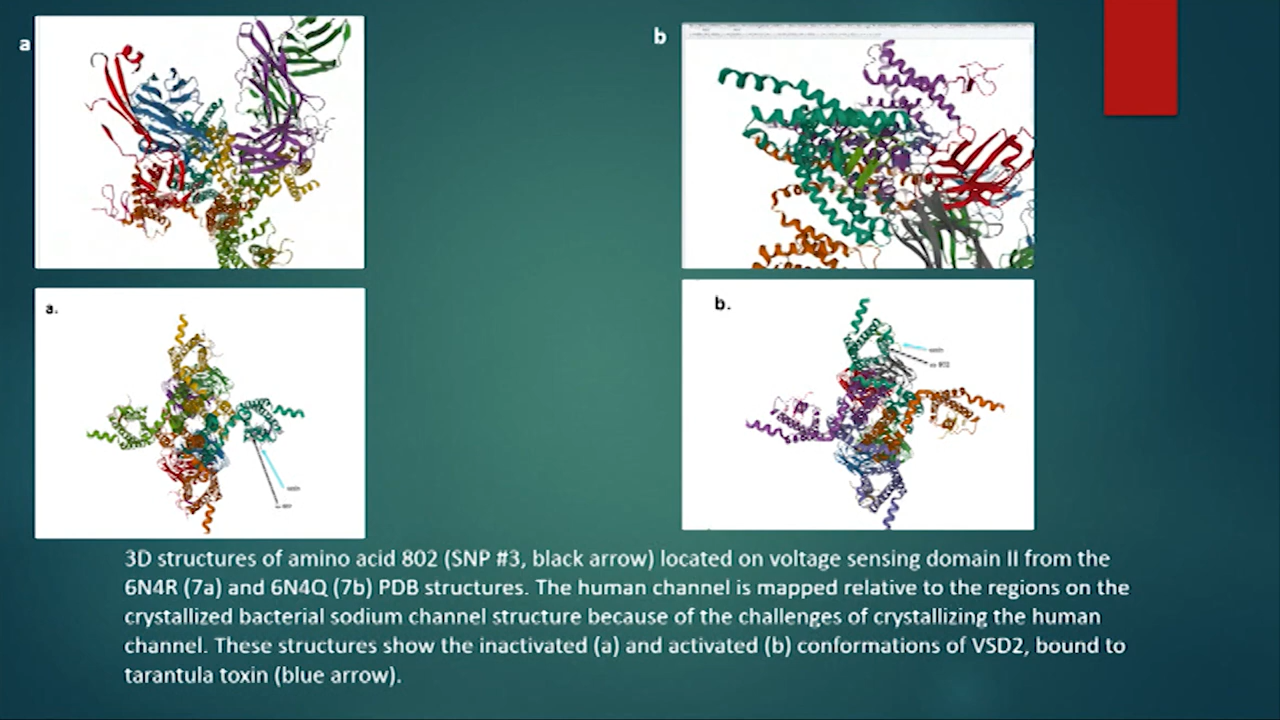 a
b
a.
b.
802
3D structures of amino acid 802 (SNP #3, black arrow) located on voltage sensing domain II from the
6N4R (7a) and 6N4Q (7b) PDB structures. The human channel is mapped relative to the regions on the
crystallized bacterial sodium channel structure because of the challenges of crystallizing the human
channel. These structures show the inactivated (a) and activated (b) conformations of VSD2, bound to
tarantula toxin (blue arrow).